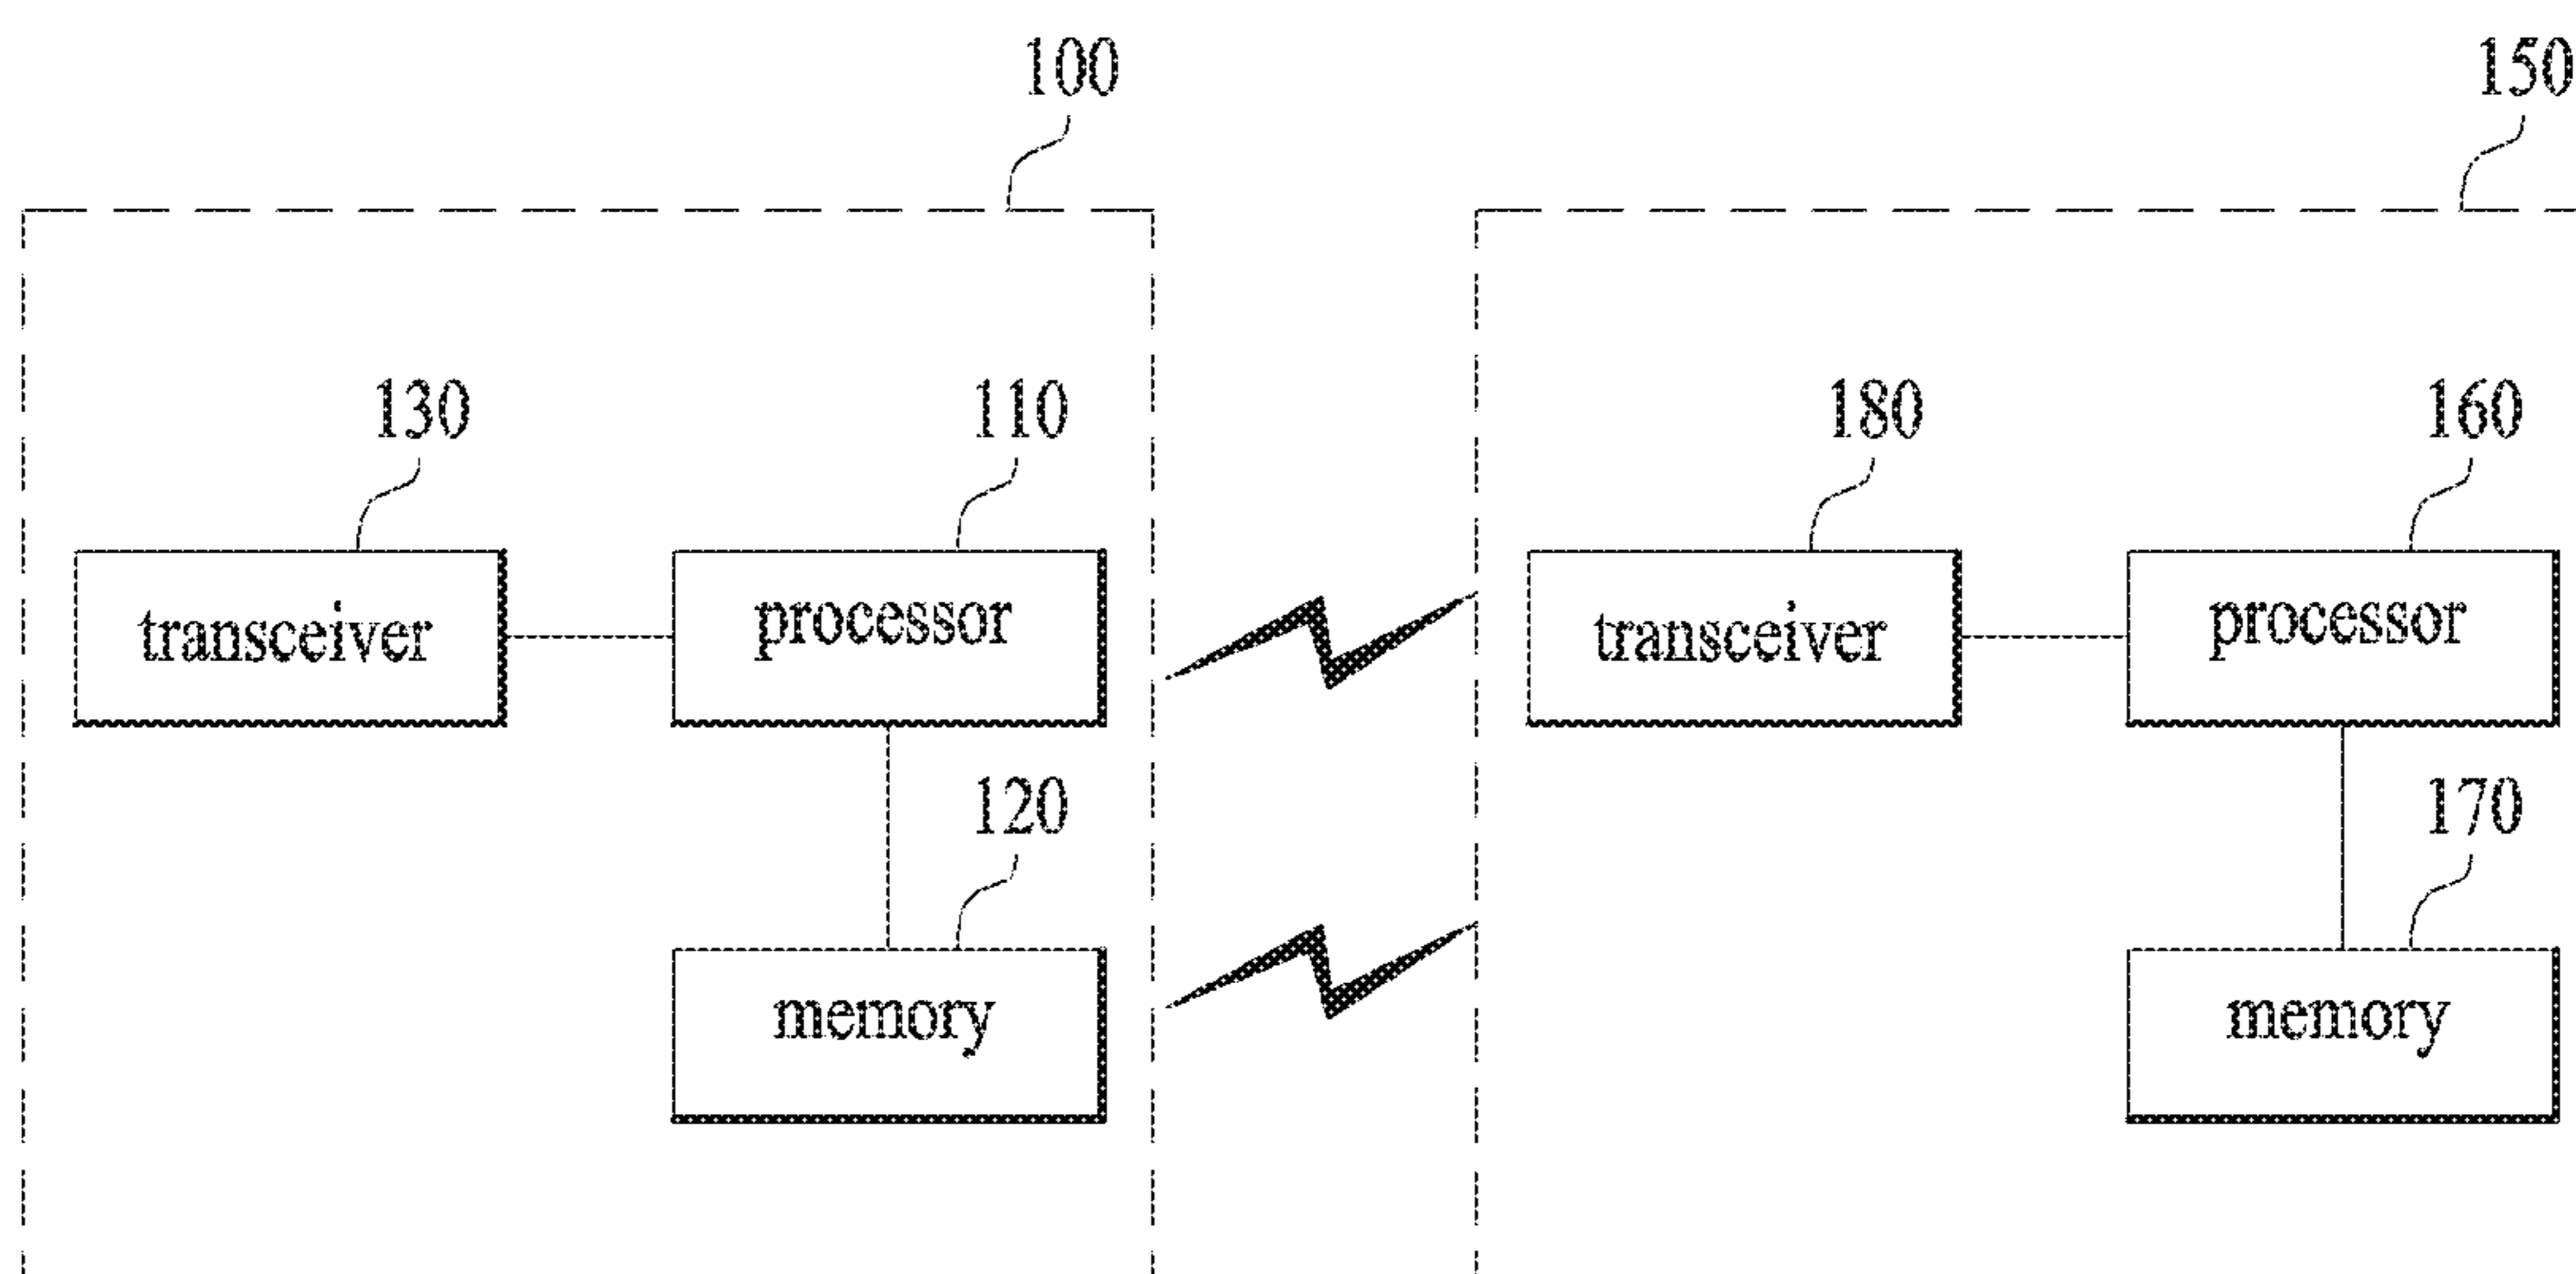 100
150
130
110
180
160
transceiver
processor
transceiver
processor
120
170
memory
memory